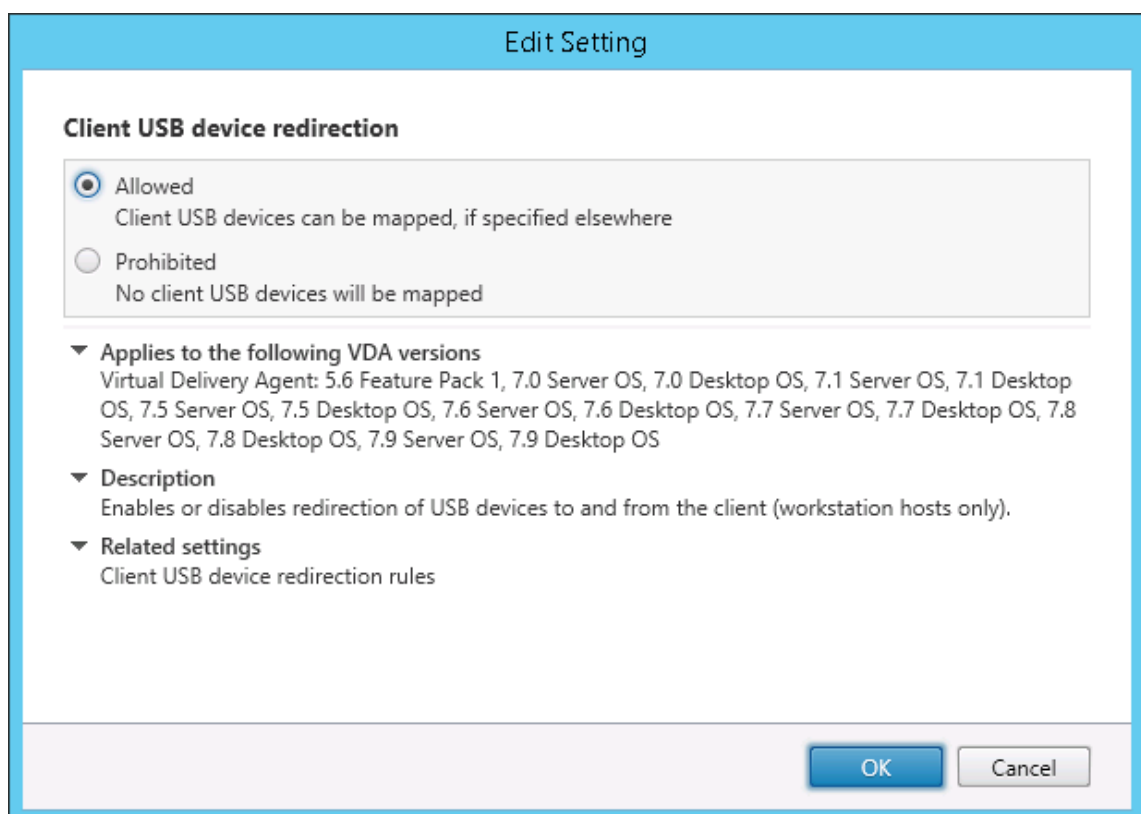 Edit Setting
Client USB device redirection
Allowed
Client USB devices can be mapped, if specified elsewhere
Prohibited
No client USB devices will be mapped
Applies to the following VDA versions
Virtual Delivery Agent: 5.6 Feature Pack 1, 7.0 Server OS, 7.0 Desktop OS, 7.1 Server OS, 7.1 Desktop
OS, 7.5 Server OS, 7.5 Desktop OS, 7.6 Server OS, 7.6 Desktop OS, 7.7 Server OS, 7.7 Desktop OS, 7.8
Server OS, 7.8 Desktop OS, 7.9 Server OS, 7.9 Desktop OS
Description
Enables or disables redirection of USB devices to and from the client (workstation hosts only).
Related settings
Client USB device redirection rules
OK Cancel